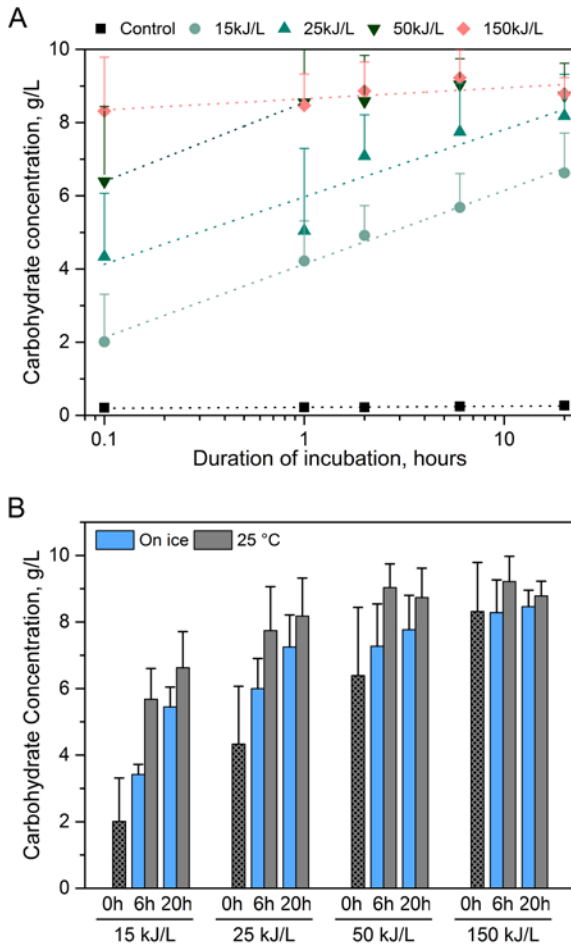 A
Control 15kJ/L 25kJ/L 50kJ/L 150kJ/L
Carbohydrate concentration, g/L
10
8
6
4
2
0
0.1 1 10
Duration of incubation, hours
B
On ice 25 °C
Carbohydrate Concentration, g/L
10
8
6
4
2
0
0h 6h 20h 0h 6h 20h 0h 6h 20h 0h 6h 20h
15 kJ/L 25 kJ/L 50 kJ/L 150 kJ/L